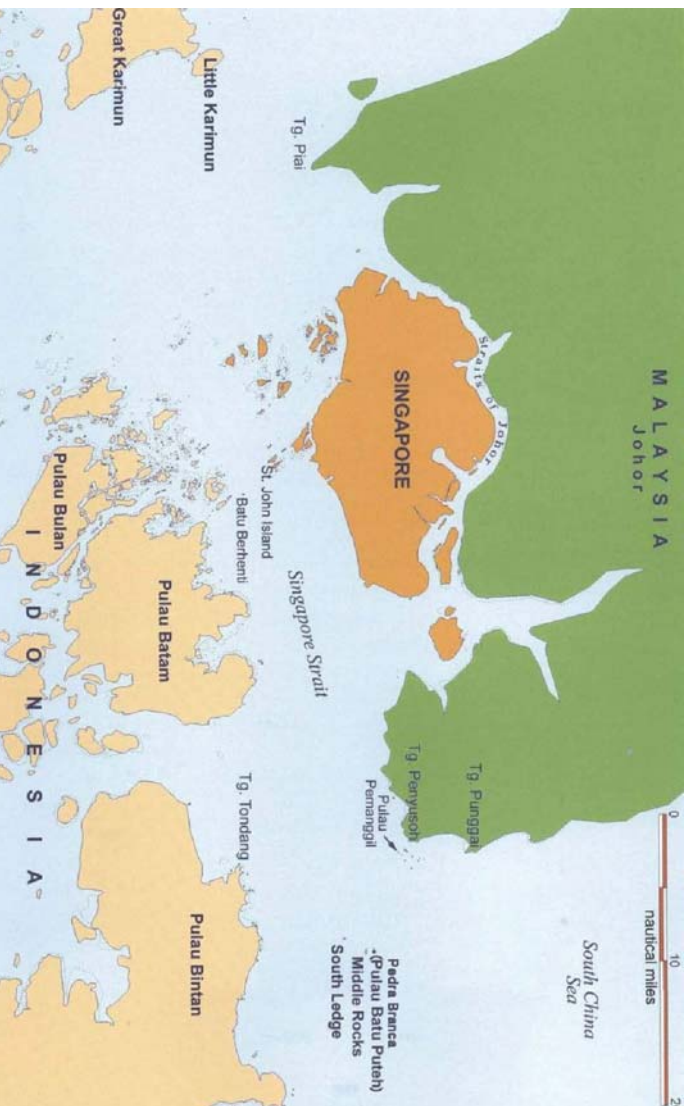 MALAYSIA
Johor
0
10
2
nautical miles
South China
Sea
Straits of Johor
SINGAPORE
Tg. Piai
Little Karimun
Great Karimun
St. John Island
Batu Berhenti
Singapore Strait
Tg. Punggai
Tg. Penyusoh
Pulau
Pemanggil
Pedra Branca
(Pulau Batu Puteh)
Middle Rocks
South Ledge
Tg. Tondang
Pulau Bulan
Pulau Batam
Pulau Bintan
INDONESIA